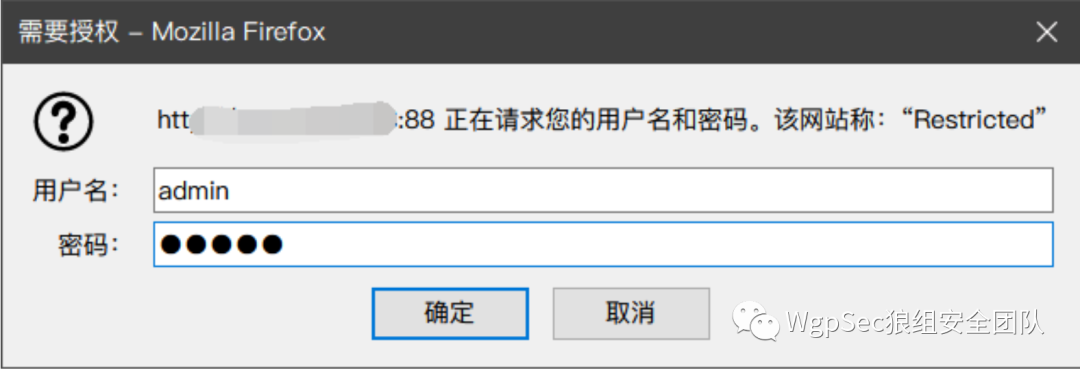 需要授权 – Mozilla Firefox
htt :88 正在请求您的用户名和密码。该网站称：“Restricted”
用户名： admin
密码： ●●●●●
确定 取消
WgpSec狼组安全团队